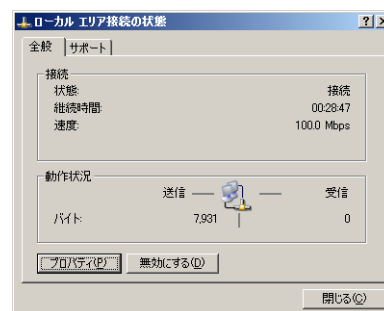 ローカル エリア接続の状態
全般
サポート
接続
状態: 接続
継続時間: 00:28:47
速度: 100.0 Mbps
動作状況
送信 — — 受信
バイト: 7,931 | 0
プロパティ(P) 無効にする(D)
閉じる(C)